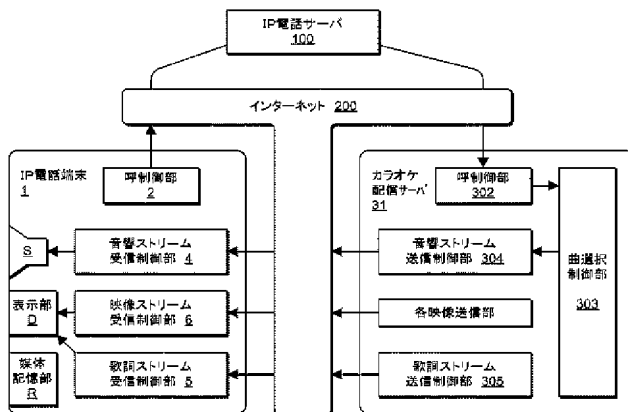 IP電話サーバ
100
インターネット 200
IP電話端末
1
呼制御部
2
カラオケ
配信サーバ
31
呼制御部
302
S
音響ストリーム
受信制御部 4
音響ストリーム
送信制御部 304
曲選択
制御部
303
表示部
D
映像ストリーム
受信制御部 6
各映像送信部
媒体
記憶部
R
歌詞ストリーム
受信制御部 5
歌詞ストリーム
送信制御部 305